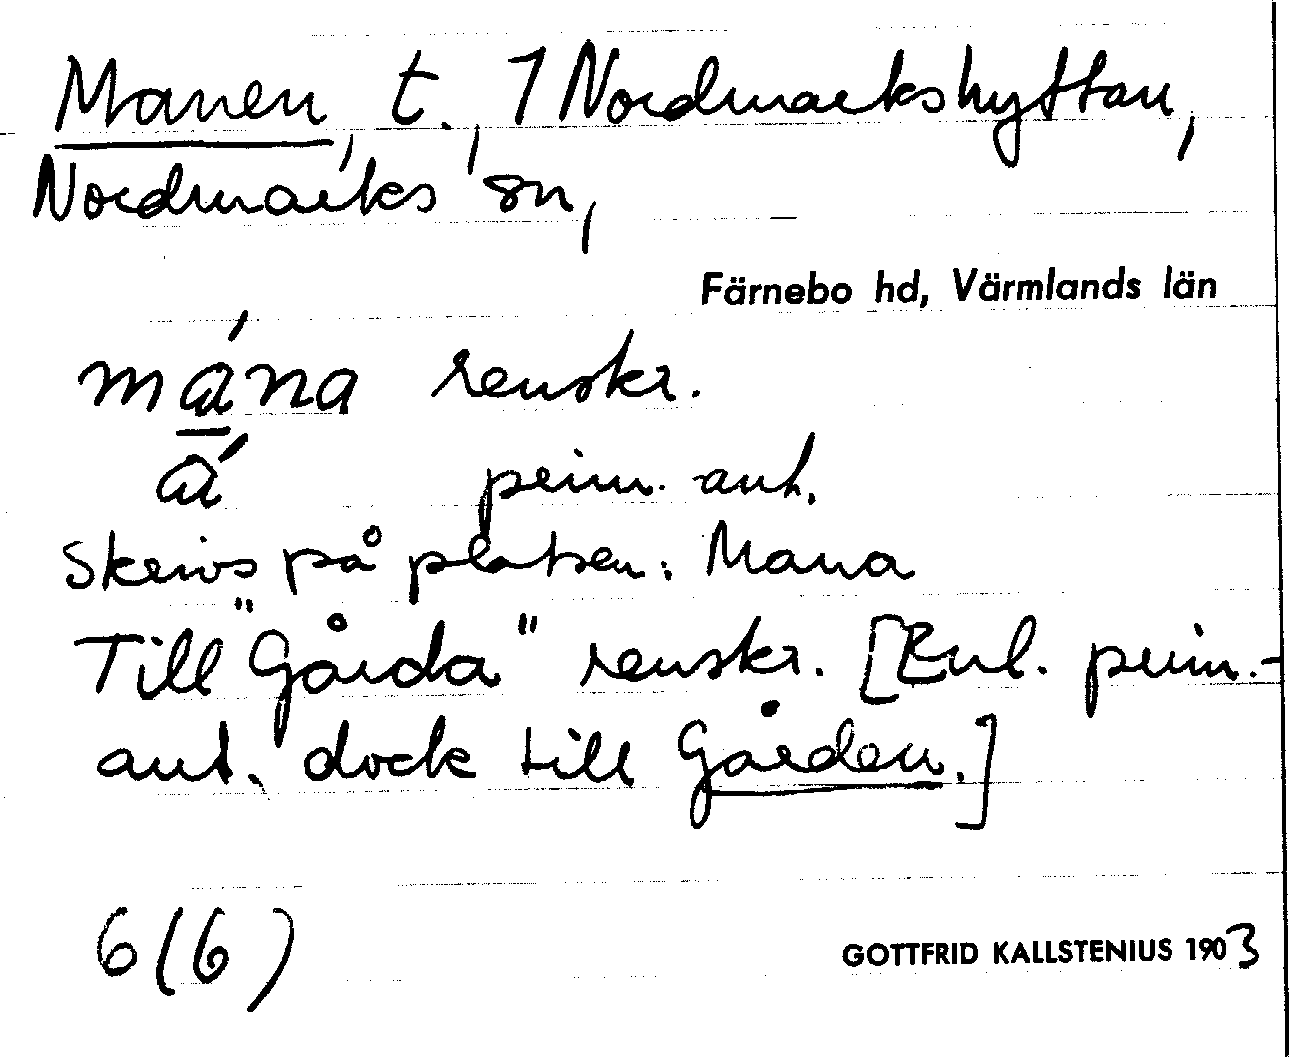 Manen, t., 1 Nordmarkshyttan,
Nordmarks sn,
Färnebo hd, Värmlands län
mána renskr.
á prim. ant.
Skrivs på platsen: Mana
Till "Gårda" renskr. [Enl. prim.-
ant. dock till Gården.]
6(6)
GOTTFRID KALLSTENIUS 1903